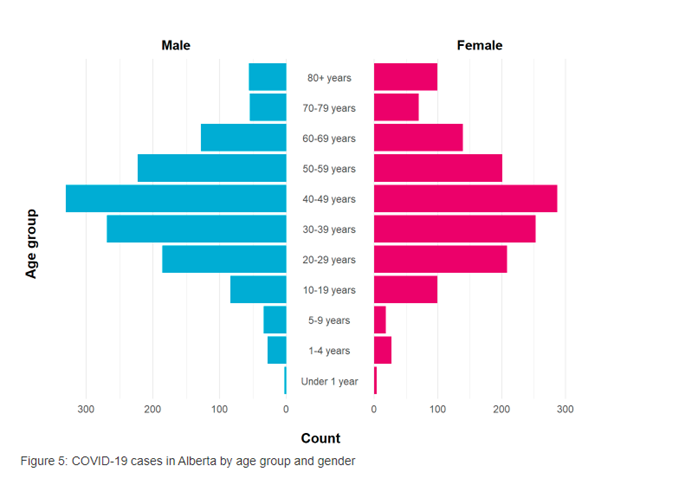 Male Female
80+ years
70-79 years
60-69 years
50-59 years
40-49 years
30-39 years
20-29 years
10-19 years
5-9 years
1-4 years
Under 1 year
Age group
300 200 100 0 0 100 200 300
Count
Figure 5: COVID-19 cases in Alberta by age group and gender